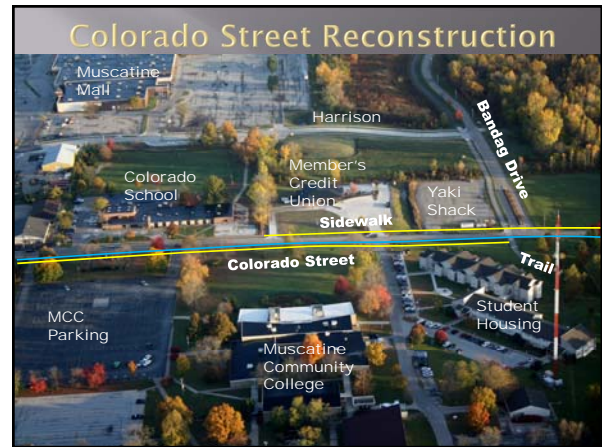 Colorado Street Reconstruction
Muscatine
Mall
Harrison
Bandag Drive
Colorado
School
Member's
Credit
Union
Yaki
Shack
Sidewalk
Colorado Street
Trail
MCC
Parking
Student
Housing
Muscatine
Community
College